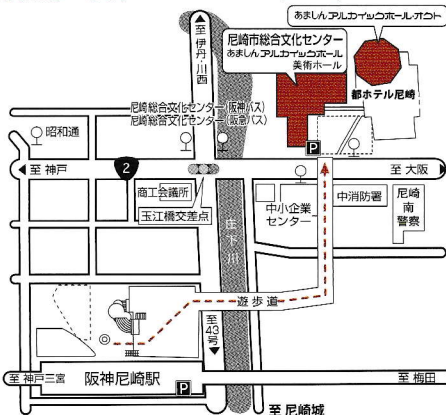 あましんアルカイックホール・オクト
尼崎市総合文化センター
あましんアルカイックホール
美術ホール
都ホテル尼崎
至伊丹・川西
尼崎総合文化センター(阪神バス)
尼崎総合文化センター(阪急バス)
昭和通
P
至 神戸
2
至 大阪
商工会議所
玉江橋交差点
庄下川
中小企業
センター
中消防署
尼崎
南
警察
遊歩道
至43号
至 神戸三宮
阪神尼崎駅
P
至 梅田
至 尼崎城